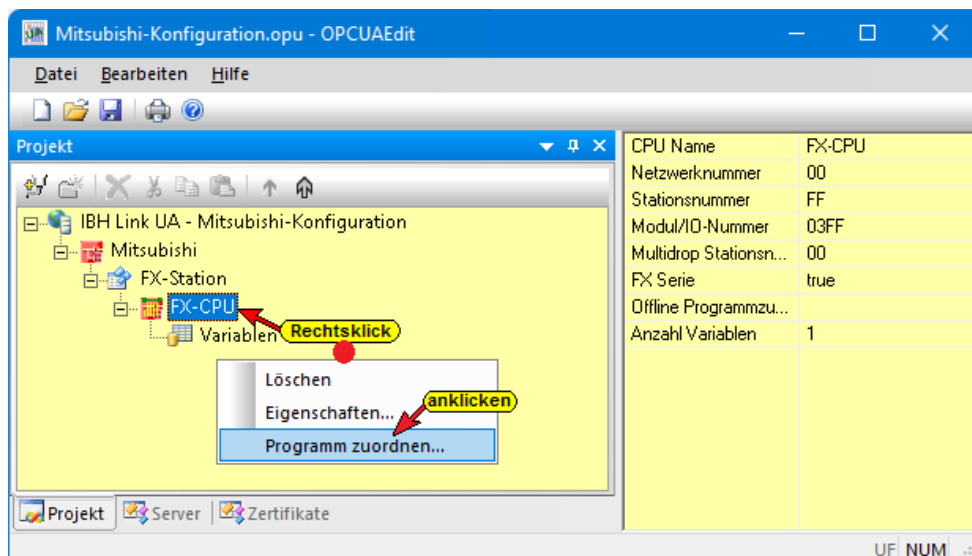 Mitsubishi-Konfiguration.opu - OPCUAEdit
Datei Bearbeiten Hilfe
Projekt
IBH Link UA - Mitsubishi-Konfiguration
Mitsubishi
FX-Station
FX-CPU
Variablen
Rechtsklick
Löschen
Eigenschaften...
anklicken
Programm zuordnen...
Projekt Server Zertifikate
CPU Name FX-CPU
Netzwerknummer 00
Stationsnummer FF
Modul/IO-Nummer 03FF
Multidrop Stationsn... 00
FX Serie true
Offline Programmzu...
Anzahl Variablen 1
UF NUM